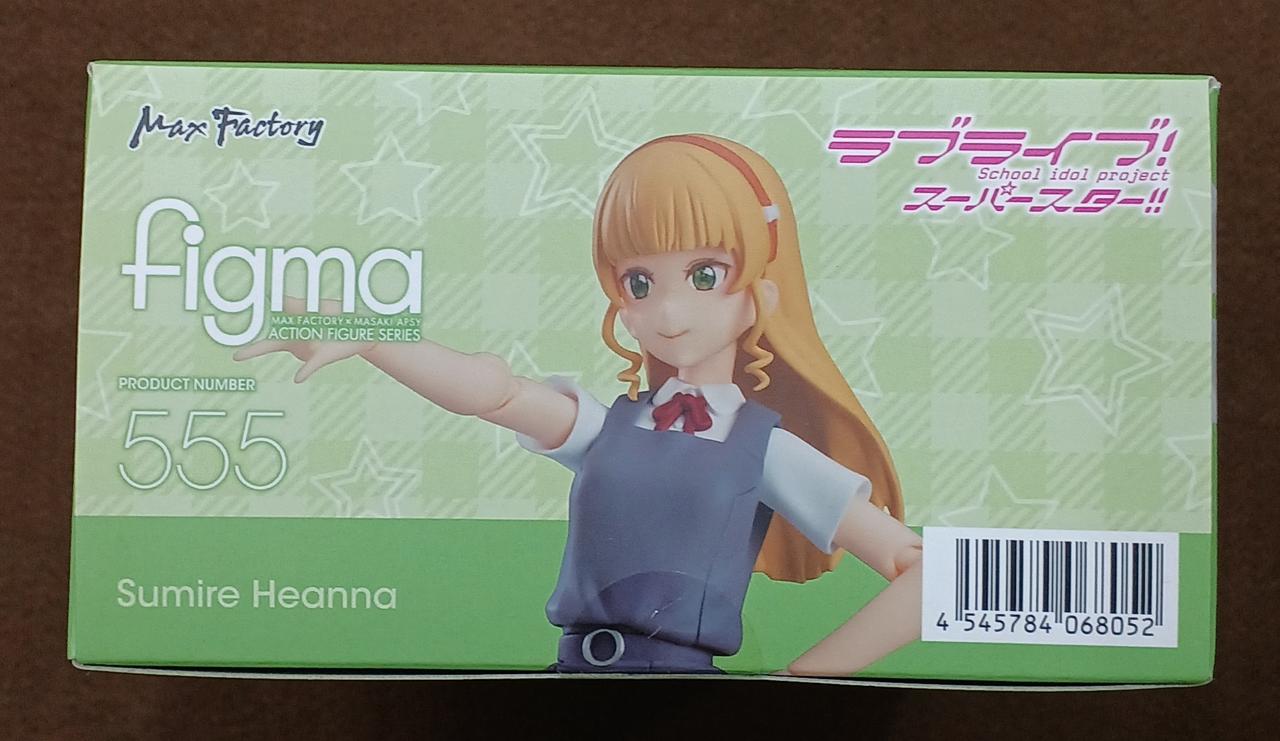 Max Factory
figma
MAX FACTORY × MASAKI APSY
ACTION FIGURE SERIES
PRODUCT NUMBER
555
Sumire Heanna
ラブライブ!
School idol project
スーパースター!!
4 545784 068052